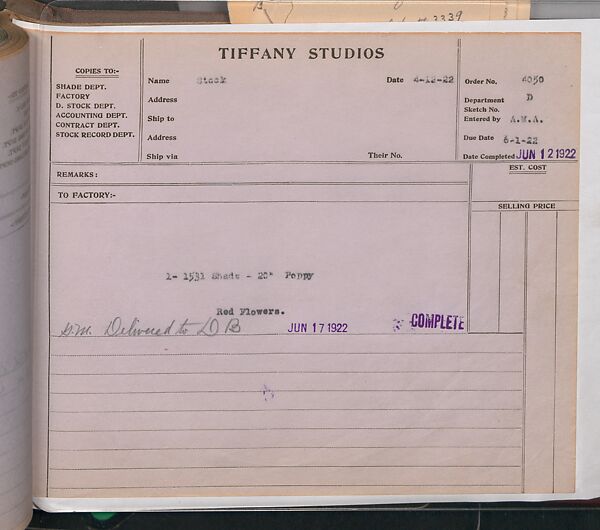 3339
TIFFANY STUDIOS
COPIES TO:-
SHADE DEPT.
FACTORY
D. STOCK DEPT.
ACCOUNTING DEPT.
CONTRACT DEPT.
STOCK RECORD DEPT.
Name Stock Date 4-12-22
Address
Ship to
Address
Ship via Their No.
Order No. 4050
Department D
Sketch No.
Entered by A.M.A.
Due Date 6-1-22
Date Completed JUN 12 1922
REMARKS:
EST. COST
TO FACTORY:-
SELLING PRICE
1- 1531 Shade - 20" Poppy
Red Flowers.
Delivered to D B JUN 17 1922 COMPLETE